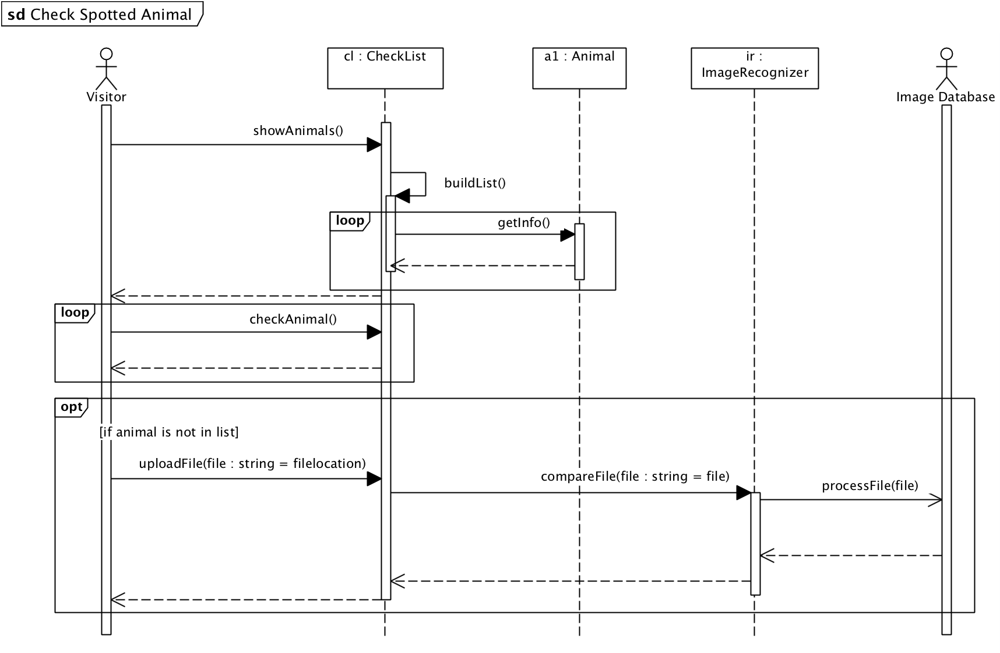 sd Check Spotted Animal
Visitor
cl : CheckList
a1 : Animal
ir :
ImageRecognizer
Image Database
showAnimals()
buildList()
loop
getInfo()
loop
checkAnimal()
opt
[if animal is not in list]
uploadFile(file : string = filelocation)
compareFile(file : string = file)
processFile(file)